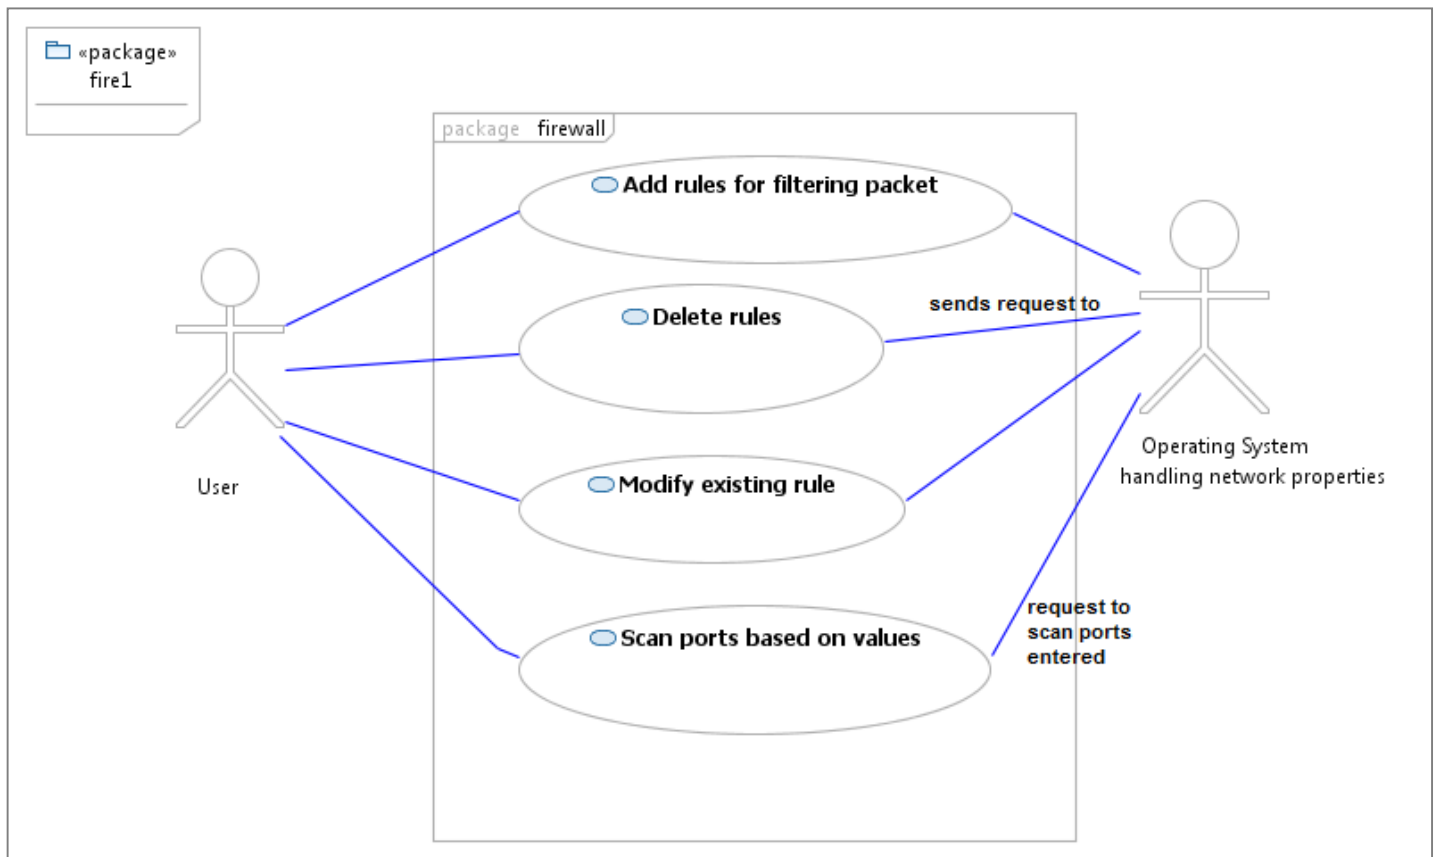 «package»
fire1
package firewall
Add rules for filtering packet
sends request to
Delete rules
User
Modify existing rule
Operating System
handling network properties
Scan ports based on values
request to
scan ports
entered